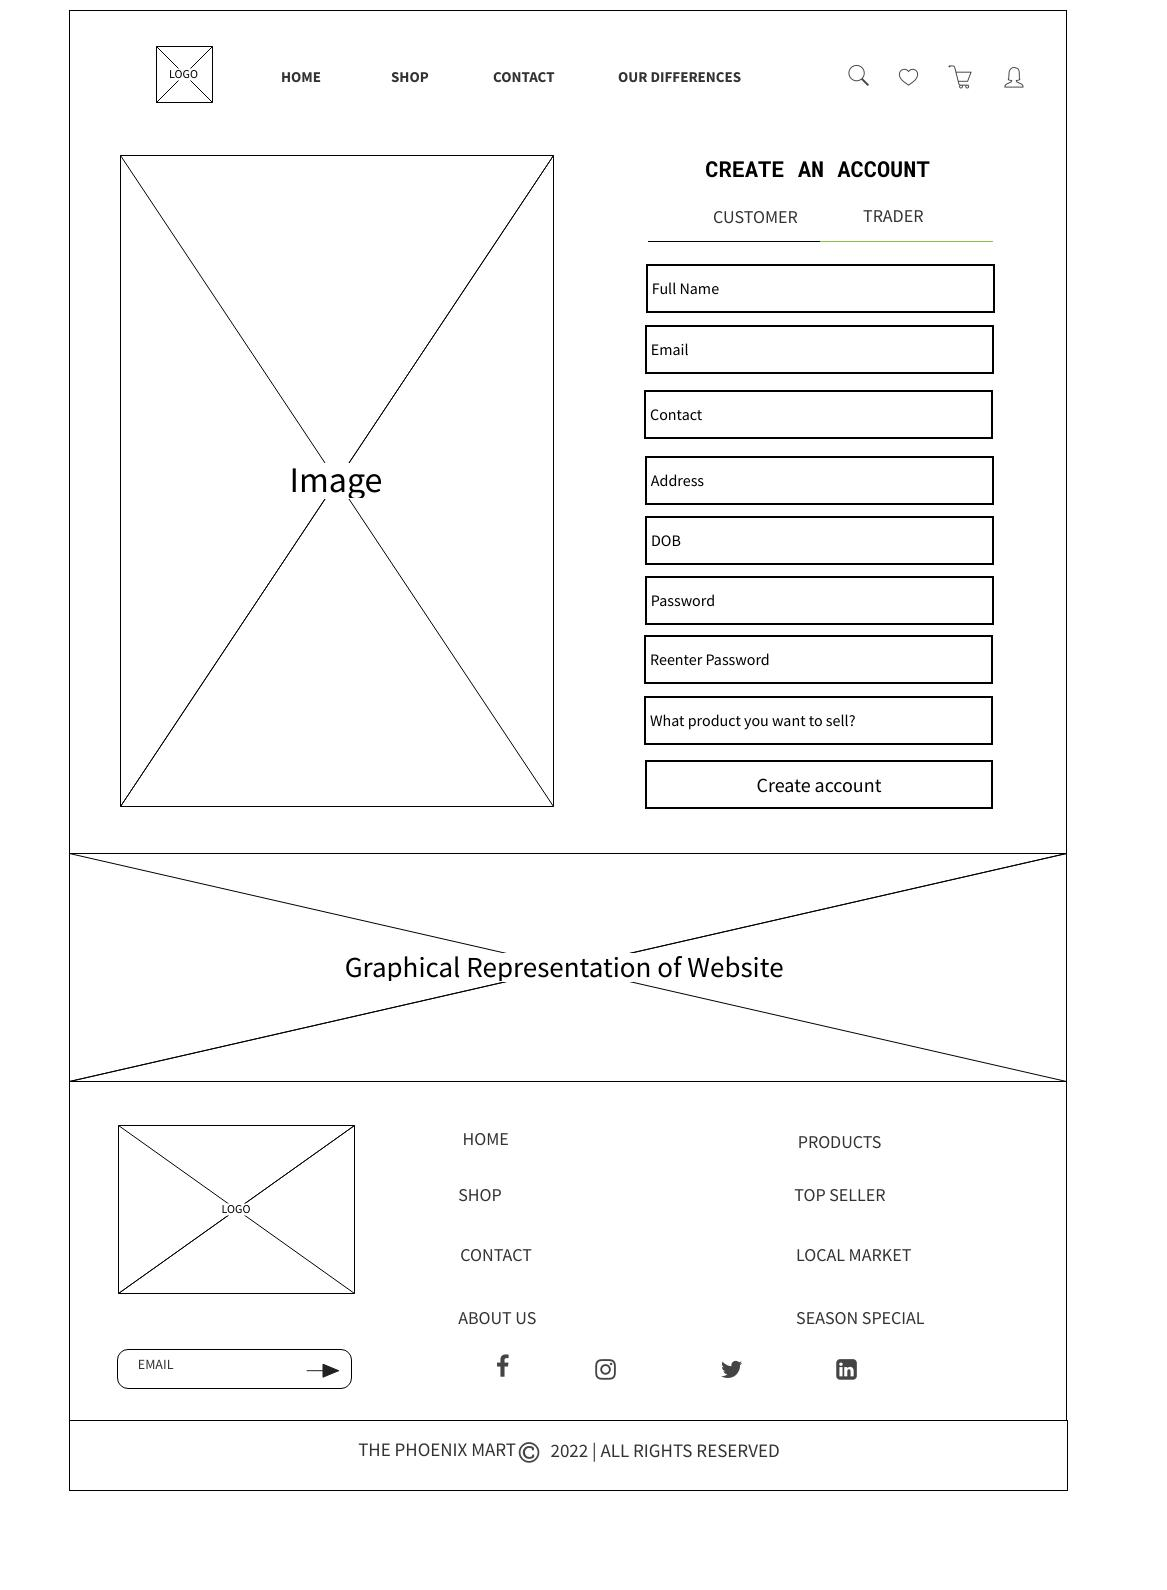 LOGO
HOME
SHOP
CONTACT
OUR DIFFERENCES
CREATE AN ACCOUNT
CUSTOMER
TRADER
Full Name
Email
Contact
Address
DOB
Password
Reenter Password
What product you want to sell?
Create account
Image
Graphical Representation of Website
LOGO
EMAIL
HOME
SHOP
CONTACT
ABOUT US
PRODUCTS
TOP SELLER
LOCAL MARKET
SEASON SPECIAL
THE PHOENIX MART © 2022 | ALL RIGHTS RESERVED